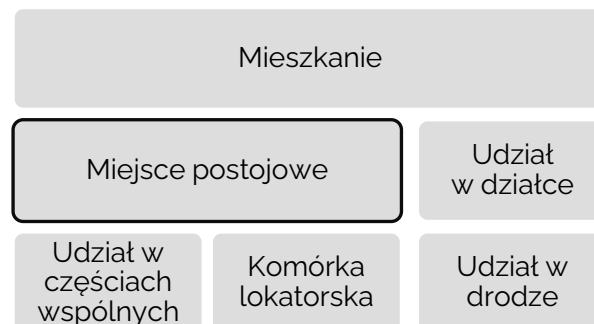 Mieszkanie
Miejsce postojowe
Udział
w działce
Udział w
częściach
wspólnych
Komórka
lokatorska
Udział w
drodze